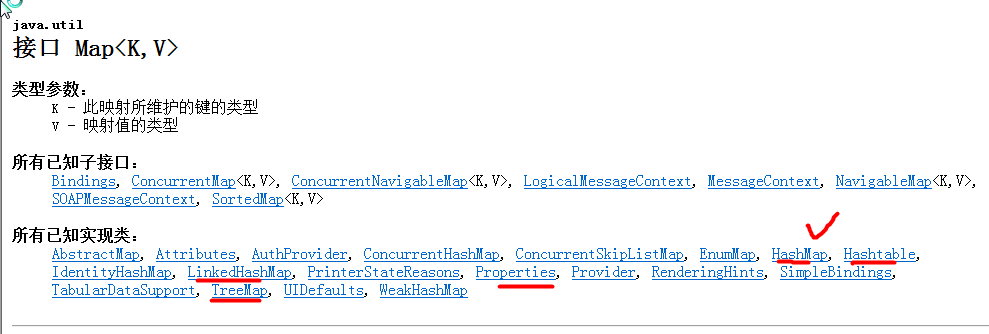 java.util
接口 Map<K,V>
类型参数：
K - 此映射所维护的键的类型
V - 映射值的类型
所有已知子接口：
Bindings, ConcurrentMap<K,V>, ConcurrentNavigableMap<K,V>, LogicalMessageContext, MessageContext, NavigableMap<K,V>,
SOAPMessageContext, SortedMap<K,V>
所有已知实现类：
AbstractMap, Attributes, AuthProvider, ConcurrentHashMap, ConcurrentSkipListMap, EnumMap, HashMap, Hashtable,
IdentityHashMap, LinkedHashMap, PrinterStateReasons, Properties, Provider, RenderingHints, SimpleBindings,
TabularDataSupport, TreeMap, UIDefaults, WeakHashMap